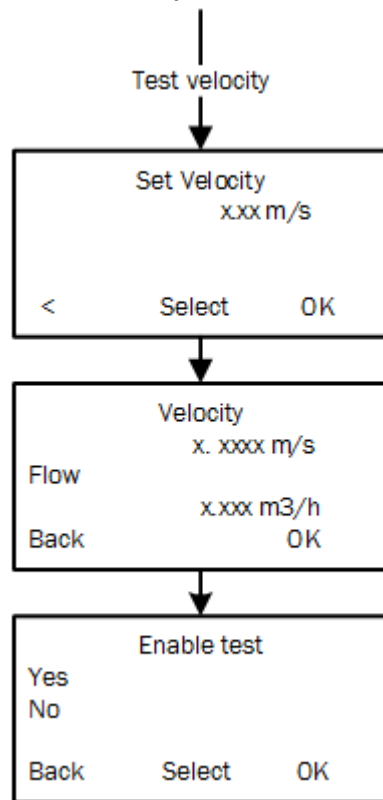 Test velocity
Set Velocity
x.xx m/s
< Select OK
Velocity
x. xxxx m/s
Flow
x.xxx m3/h
Back OK
Enable test
Yes
No
Back Select OK